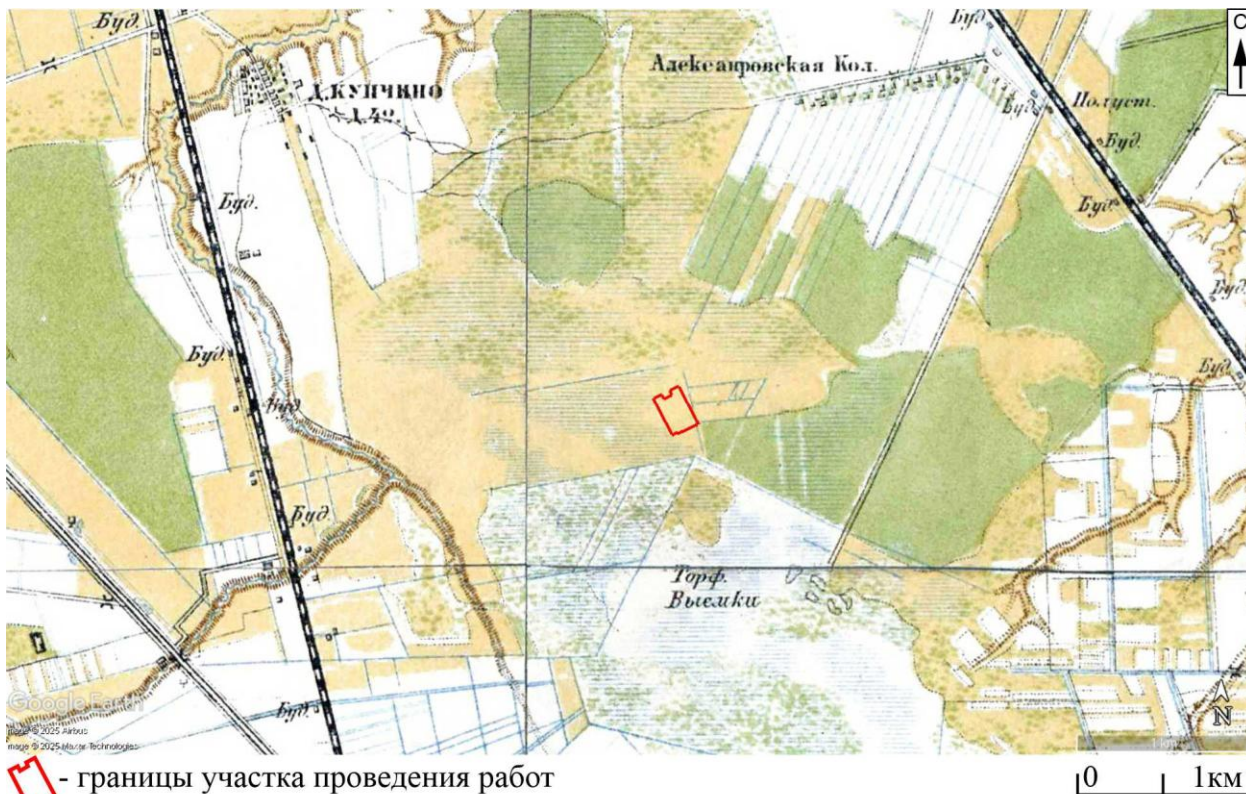 Буд.
Буд.
С
Александровская Кол.
Д. КУПЧИНО
Д. 42.
Буд.
Полуст.
Буд.
Буд.
Буд.
Буд.
Буд.
Буд.
Буд.
Буд.
Торф.
Выемки
Буд.
Google Earth
Image © 2025 Airbus
Image © 2025 Maxar Technologies
N
- границы участка проведения работ
0 1км